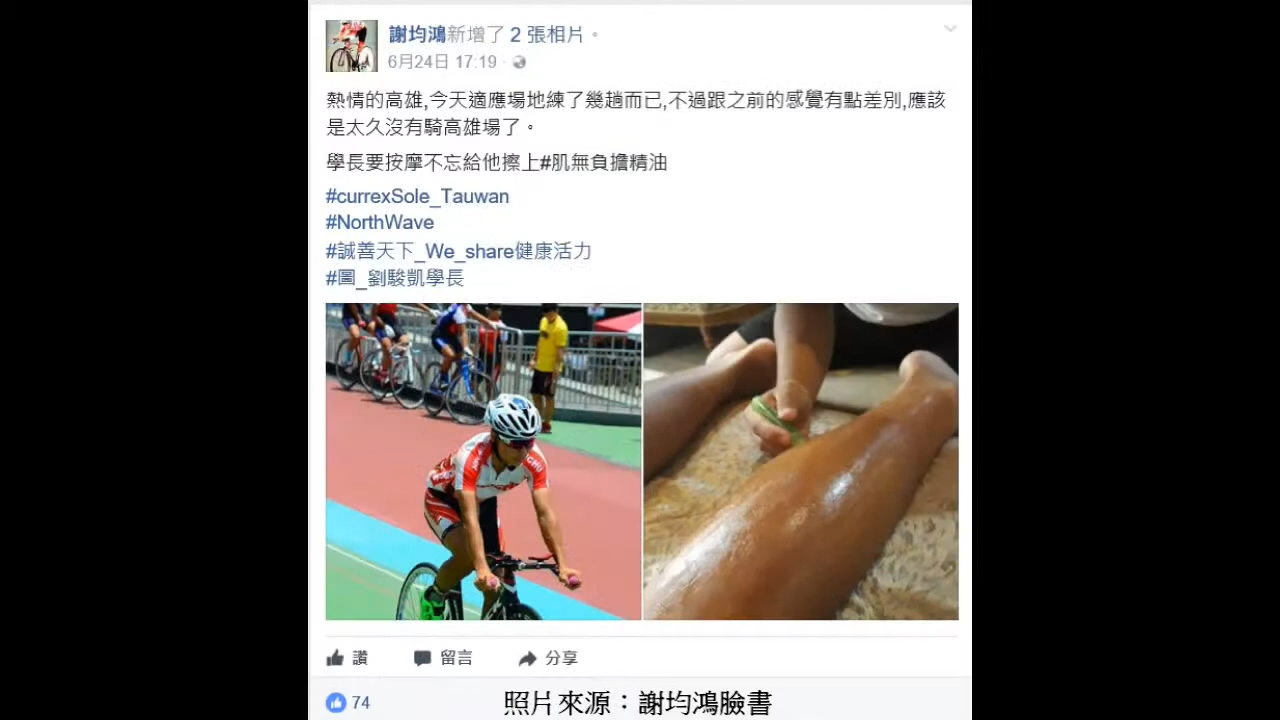 謝均鴻新增了 2 張相片。
6月24日 17:19 ·
熱情的高雄,今天適應場地練了幾趟而已,不過跟之前的感覺有點差別,應該
是太久沒有騎高雄場了。
學長要按摩不忘給他擦上#肌無負擔精油
#currexSole_Tauwan
#NorthWave
#誠善天下_We_share健康活力
#圖_劉駿凱學長
讚 留言 分享
74
照片來源：謝均鴻臉書